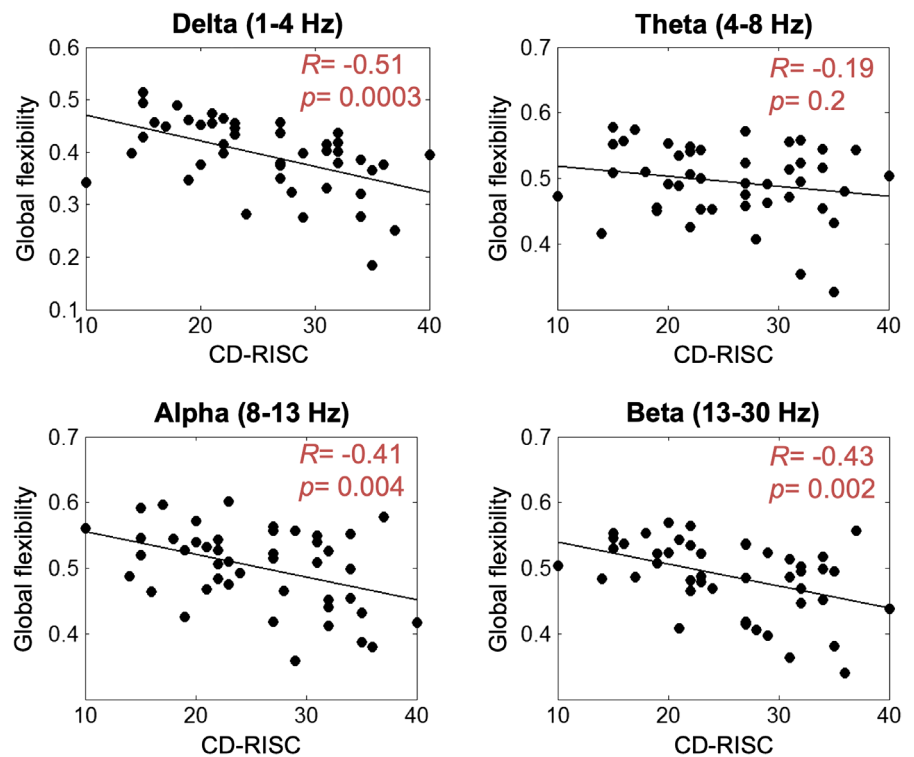 Delta (1-4 Hz)
R= -0.51
p= 0.0003
0.6
0.5
0.4
0.3
0.2
0.1
Global flexibility
10
20
30
40
CD-RISC
Theta (4-8 Hz)
R= -0.19
p= 0.2
0.7
0.6
0.5
0.4
Global flexibility
10
20
30
40
CD-RISC
Alpha (8-13 Hz)
R= -0.41
p= 0.004
0.7
0.6
0.5
0.4
Global flexibility
10
20
30
40
CD-RISC
Beta (13-30 Hz)
R= -0.43
p= 0.002
0.7
0.6
0.5
0.4
Global flexibility
10
20
30
40
CD-RISC